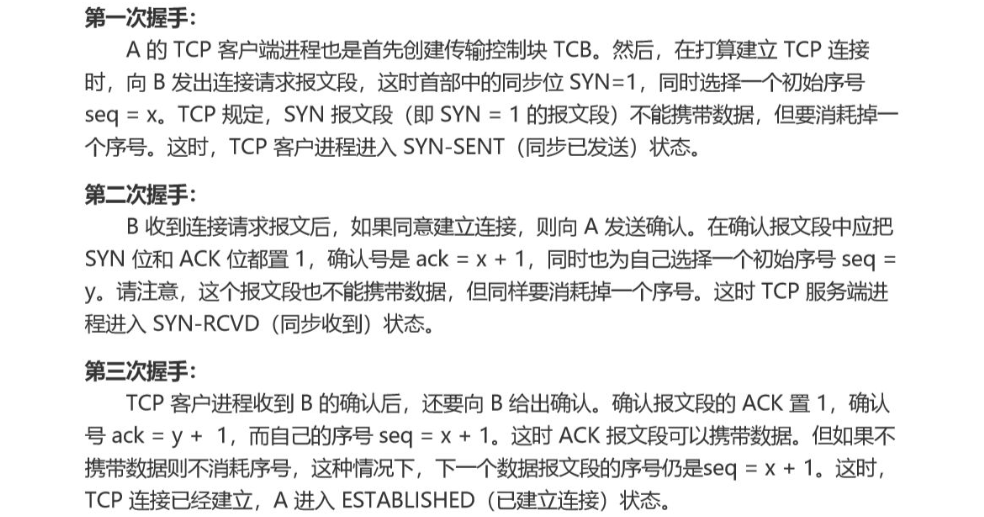 第一次握手：
A 的 TCP 客户端进程也是首先创建传输控制块 TCB。然后，在打算建立 TCP 连接
时，向 B 发出连接请求报文段，这时首部中的同步位 SYN=1，同时选择一个初始序号
seq = x。TCP 规定，SYN 报文段（即 SYN = 1 的报文段）不能携带数据，但要消耗掉一
个序号。这时，TCP 客户进程进入 SYN-SENT（同步已发送）状态。
第二次握手：
B 收到连接请求报文后，如果同意建立连接，则向 A 发送确认。在确认报文段中应把
SYN 位和 ACK 位都置 1，确认号是 ack = x + 1，同时也为自己选择一个初始序号 seq =
y。请注意，这个报文段也不能携带数据，但同样要消耗掉一个序号。这时 TCP 服务端进
程进入 SYN-RCVD（同步收到）状态。
第三次握手：
TCP 客户进程收到 B 的确认后，还要向 B 给出确认。确认报文段的 ACK 置 1，确认
号 ack = y + 1，而自己的序号 seq = x + 1。这时 ACK 报文段可以携带数据。但如果不
携带数据则不消耗序号，这种情况下，下一个数据报文段的序号仍是seq = x + 1。这时，
TCP 连接已经建立，A 进入 ESTABLISHED（已建立连接）状态。